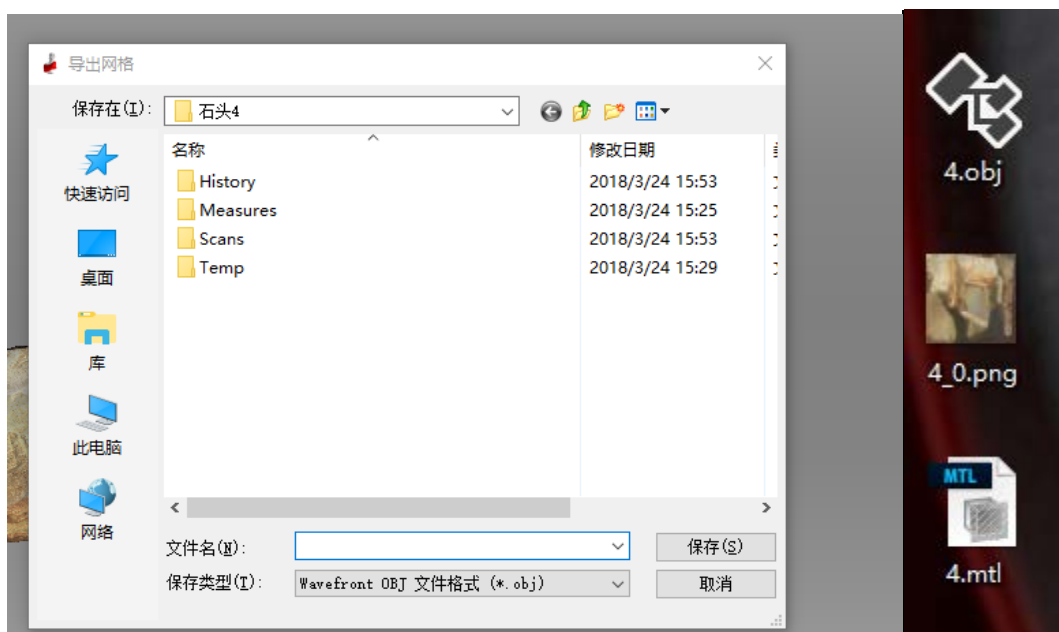 导出网格
保存在(I):
石头4
名称
修改日期
History
2018/3/24 15:53
Measures
2018/3/24 15:25
Scans
2018/3/24 15:53
Temp
2018/3/24 15:29
快速访问
桌面
库
此电脑
网络
文件名(N):
保存(S)
保存类型(T):
Wavefront OBJ 文件格式 (*.obj)
取消
4.obj
4_0.png
MTL
4.mtl